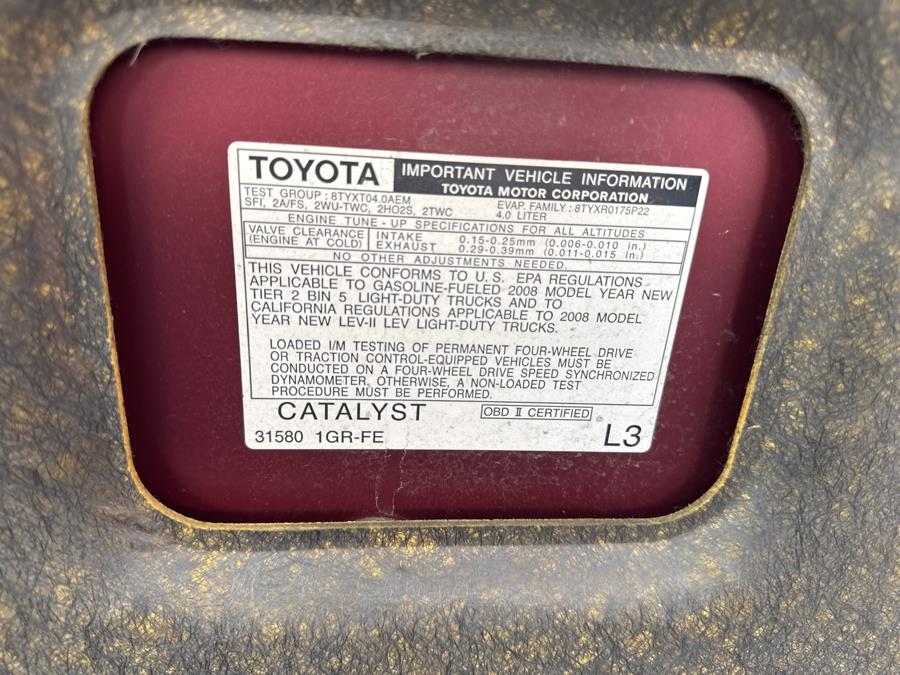 TOYOTA IMPORTANT VEHICLE INFORMATION
TOYOTA MOTOR CORPORATION
TEST GROUP : 8TYXT04.0AEM EVAP. FAMILY : 8TYXR0175P22
SFI, 2A/FS, 2WU-TWC, 2HO2S, 2TWC 4.0 LITER
ENGINE TUNE - UP SPECIFICATIONS FOR ALL ALTITUDES
VALVE CLEARANCE INTAKE 0.15-0.25mm (0.006-0.010 in.)
(ENGINE AT COLD) EXHAUST 0.29-0.39mm (0.011-0.015 in.)
NO OTHER ADJUSTMENTS NEEDED.
THIS VEHICLE CONFORMS TO U.S. EPA REGULATIONS
APPLICABLE TO GASOLINE-FUELED 2008 MODEL YEAR NEW
TIER 2 BIN 5 LIGHT-DUTY TRUCKS AND TO
CALIFORNIA REGULATIONS APPLICABLE TO 2008 MODEL
YEAR NEW LEV-II LEV LIGHT-DUTY TRUCKS.
LOADED I/M TESTING OF PERMANENT FOUR-WHEEL DRIVE
OR TRACTION CONTROL-EQUIPPED VEHICLES MUST BE
CONDUCTED ON A FOUR-WHEEL DRIVE SPEED SYNCHRONIZED
DYNAMOMETER. OTHERWISE, A NON-LOADED TEST
PROCEDURE MUST BE PERFORMED.
CATALYST OBD II CERTIFIED
31580 1GR-FE L3